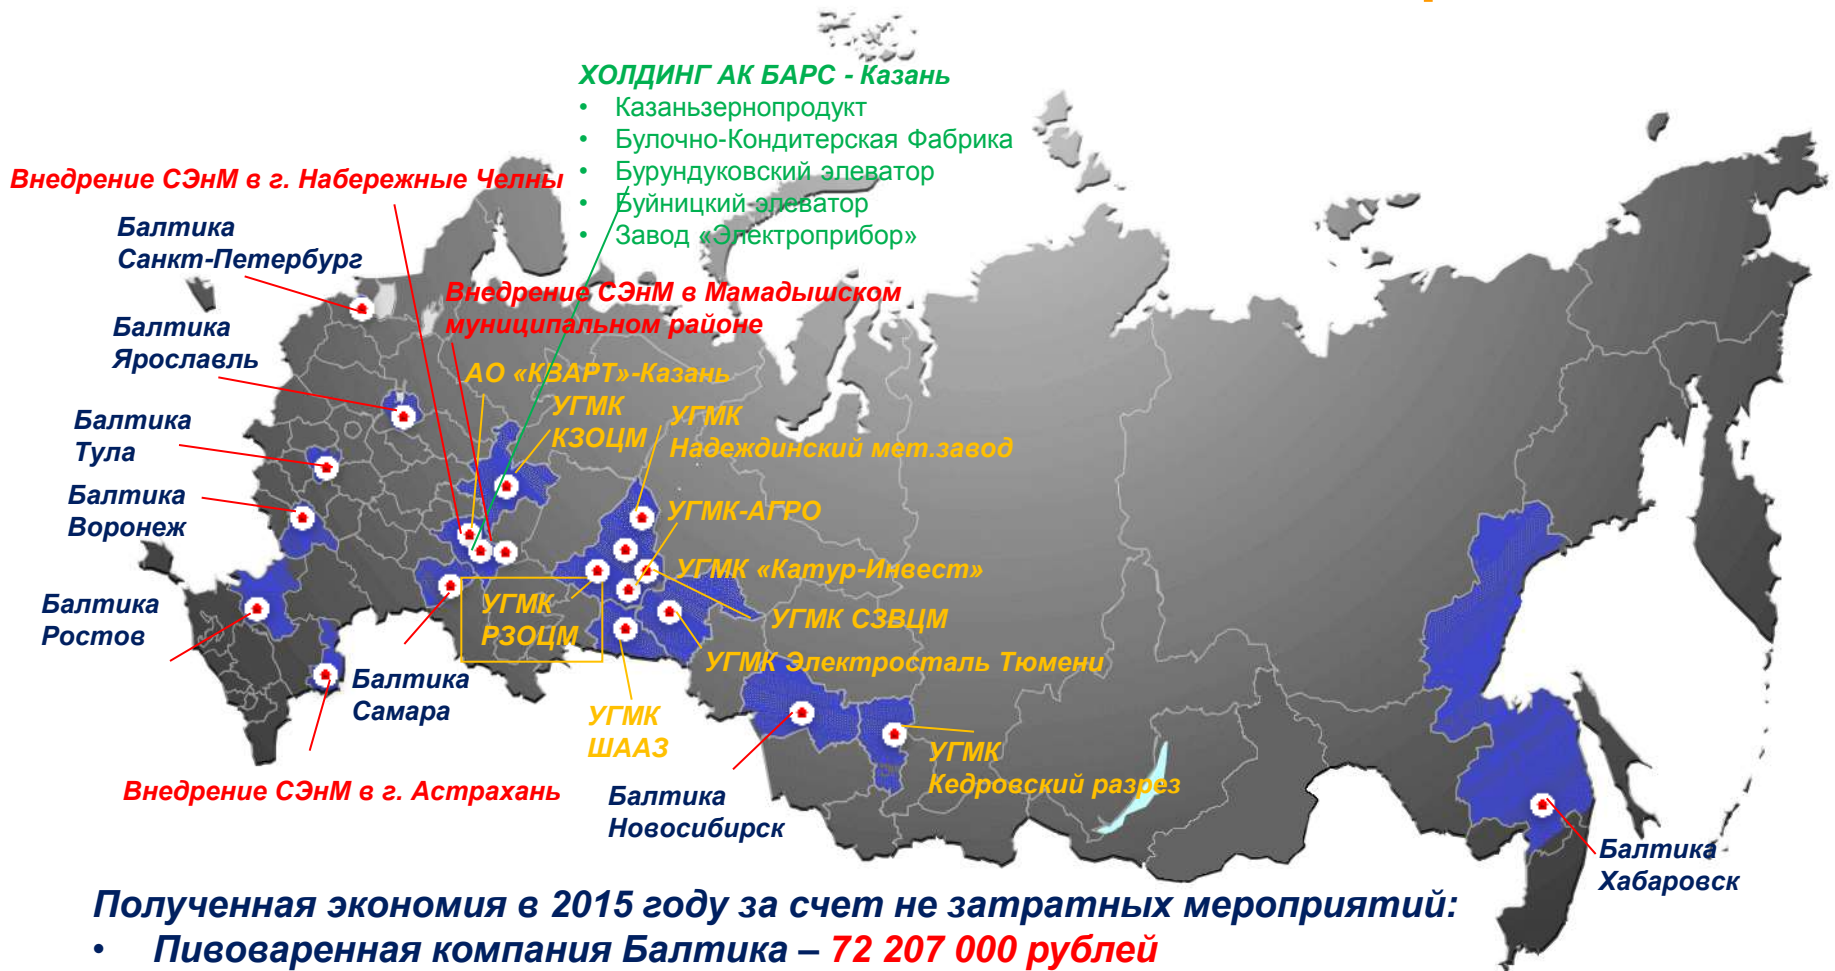 ХОЛДИНГ АК БАРС - Казань
• Казаньзернопродукт
• Булочно-Кондитерская Фабрика
• Бурундуковский элеватор
• Буйницкий элеватор
• Завод «Электроприбор»
Внедрение СЭнМ в г. Набережные Челны
Балтика
Санкт-Петербург
Внедрение СЭнМ в Мамадышском
муниципальном районе
Балтика
Ярославль
АО «КВАРТ»-Казань
УГМК
КЗОЦМ
УГМК
Надеждинский мет.завод
Балтика
Тула
Балтика
Воронеж
УГМК-АГРО
УГМК «Катур-Инвест»
Балтика
Ростов
УГМК
РЗОЦМ
УГМК СЗВЦМ
УГМК Электросталь Тюмени
Балтика
Самара
УГМК
ШААЗ
УГМК
Кедровский разрез
Внедрение СЭнМ в г. Астрахань
Балтика
Новосибирск
Балтика
Хабаровск
Полученная экономия в 2015 году за счет не затратных мероприятий:
• Пивоваренная компания Балтика – 72 207 000 рублей